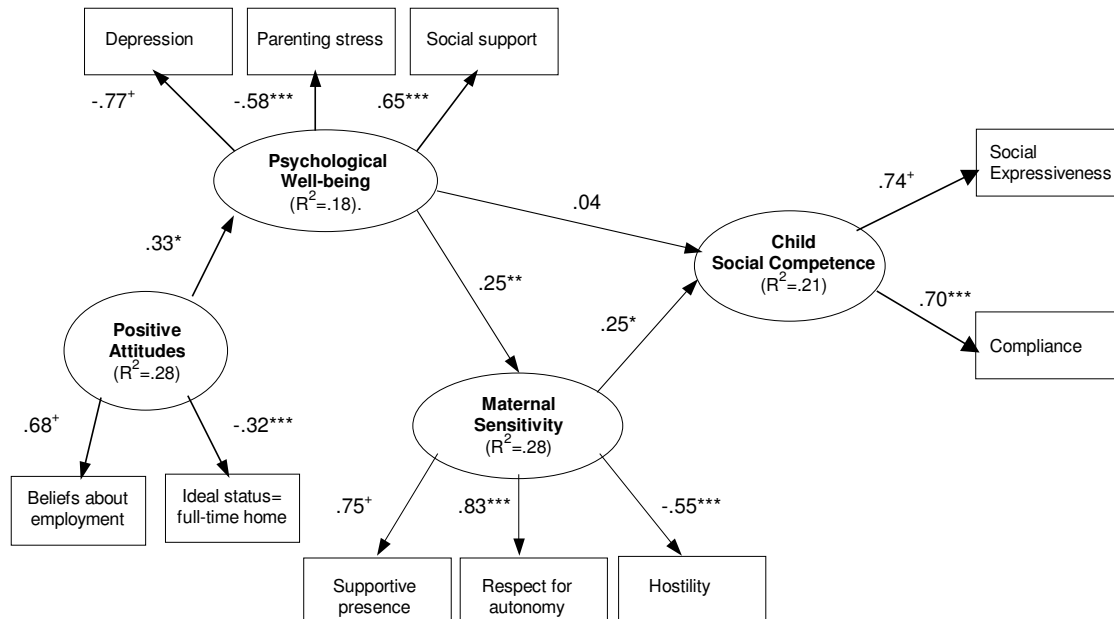 Depression
Parenting stress
Social support
-.77+
-.58***
.65***
Psychological
Well-being
(R2=.18).
Social
Expressiveness
.74+
.04
Child
Social Competence
(R2=.21)
.33*
.25**
.70***
.25*
Positive
Attitudes
(R2=.28)
Compliance
Maternal
Sensitivity
(R2=.28)
.68+
-.32***
Beliefs about
employment
Ideal status=
full-time home
.75+
.83***
-.55***
Supportive
presence
Respect for
autonomy
Hostility